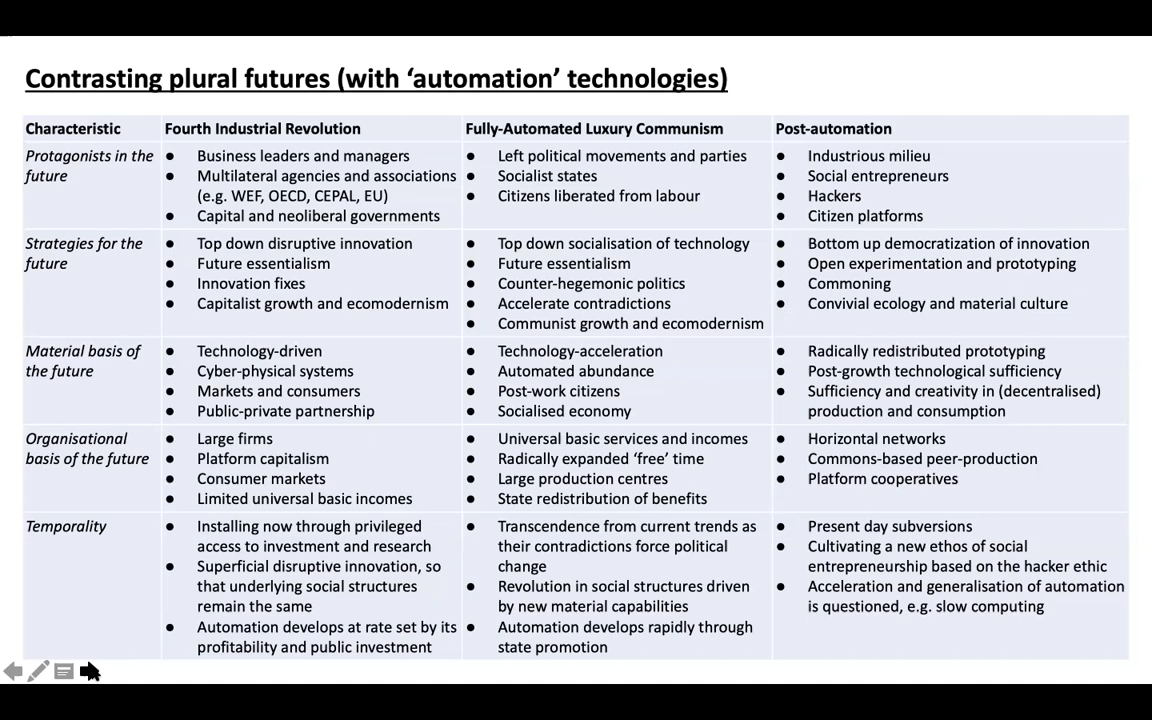 Contrasting plural futures (with ‘automation’ technologies)
Characteristic
Fourth Industrial Revolution
Fully-Automated Luxury Communism
Post-automation
Protagonists in the
future
● Business leaders and managers
● Multilateral agencies and associations
(e.g. WEF, OECD, CEPAL, EU)
● Capital and neoliberal governments
● Left political movements and parties
● Socialist states
● Citizens liberated from labour
● Industrious milieu
● Social entrepreneurs
● Hackers
● Citizen platforms
Strategies for the
future
● Top down disruptive innovation
● Future essentialism
● Innovation fixes
● Capitalist growth and ecomodernism
● Top down socialisation of technology
● Future essentialism
● Counter-hegemonic politics
● Accelerate contradictions
● Communist growth and ecomodernism
● Bottom up democratization of innovation
● Open experimentation and prototyping
● Commoning
● Convivial ecology and material culture
Material basis of
the future
● Technology-driven
● Cyber-physical systems
● Markets and consumers
● Public-private partnership
● Technology-acceleration
● Automated abundance
● Post-work citizens
● Socialised economy
● Radically redistributed prototyping
● Post-growth technological sufficiency
● Sufficiency and creativity in (decentralised)
production and consumption
Organisational
basis of the future
● Large firms
● Platform capitalism
● Consumer markets
● Limited universal basic incomes
● Universal basic services and incomes
● Radically expanded ‘free’ time
● Large production centres
● State redistribution of benefits
● Horizontal networks
● Commons-based peer-production
● Platform cooperatives
Temporality
● Installing now through privileged
access to investment and research
● Superficial disruptive innovation, so
that underlying social structures
remain the same
● Automation develops at rate set by its
profitability and public investment
● Transcendence from current trends as
their contradictions force political
change
● Revolution in social structures driven
by new material capabilities
● Automation develops rapidly through
state promotion
● Present day subversions
● Cultivating a new ethos of social
entrepreneurship based on the hacker ethic
● Acceleration and generalisation of automation
is questioned, e.g. slow computing